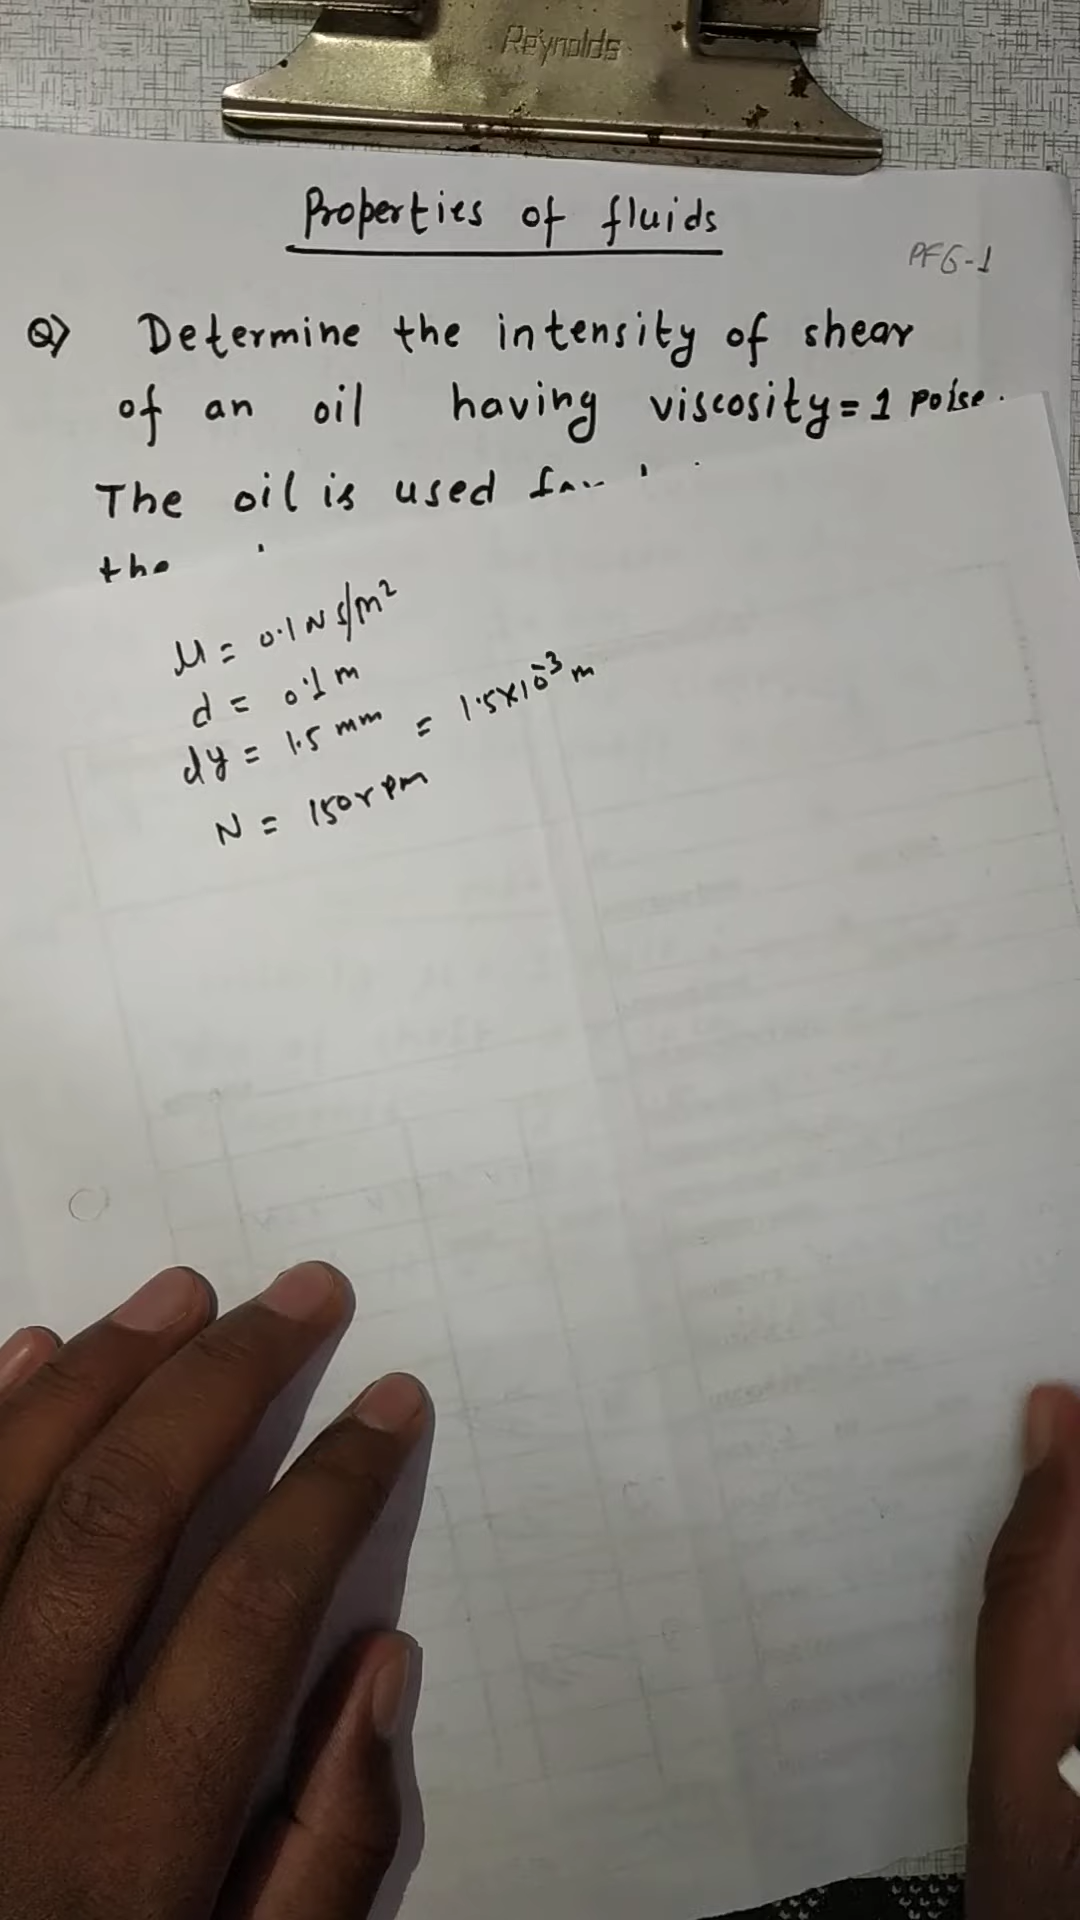 Reynolds
Properties of fluids
PFG-1
Q) Determine the intensity of shear
of an oil having viscosity = 1 poise.
The oil is used
the
μ = 0.1 N s/m²
d = 0.1 m
dy = 1.5 mm = 1.5×10⁻³ m
N = 150 rpm